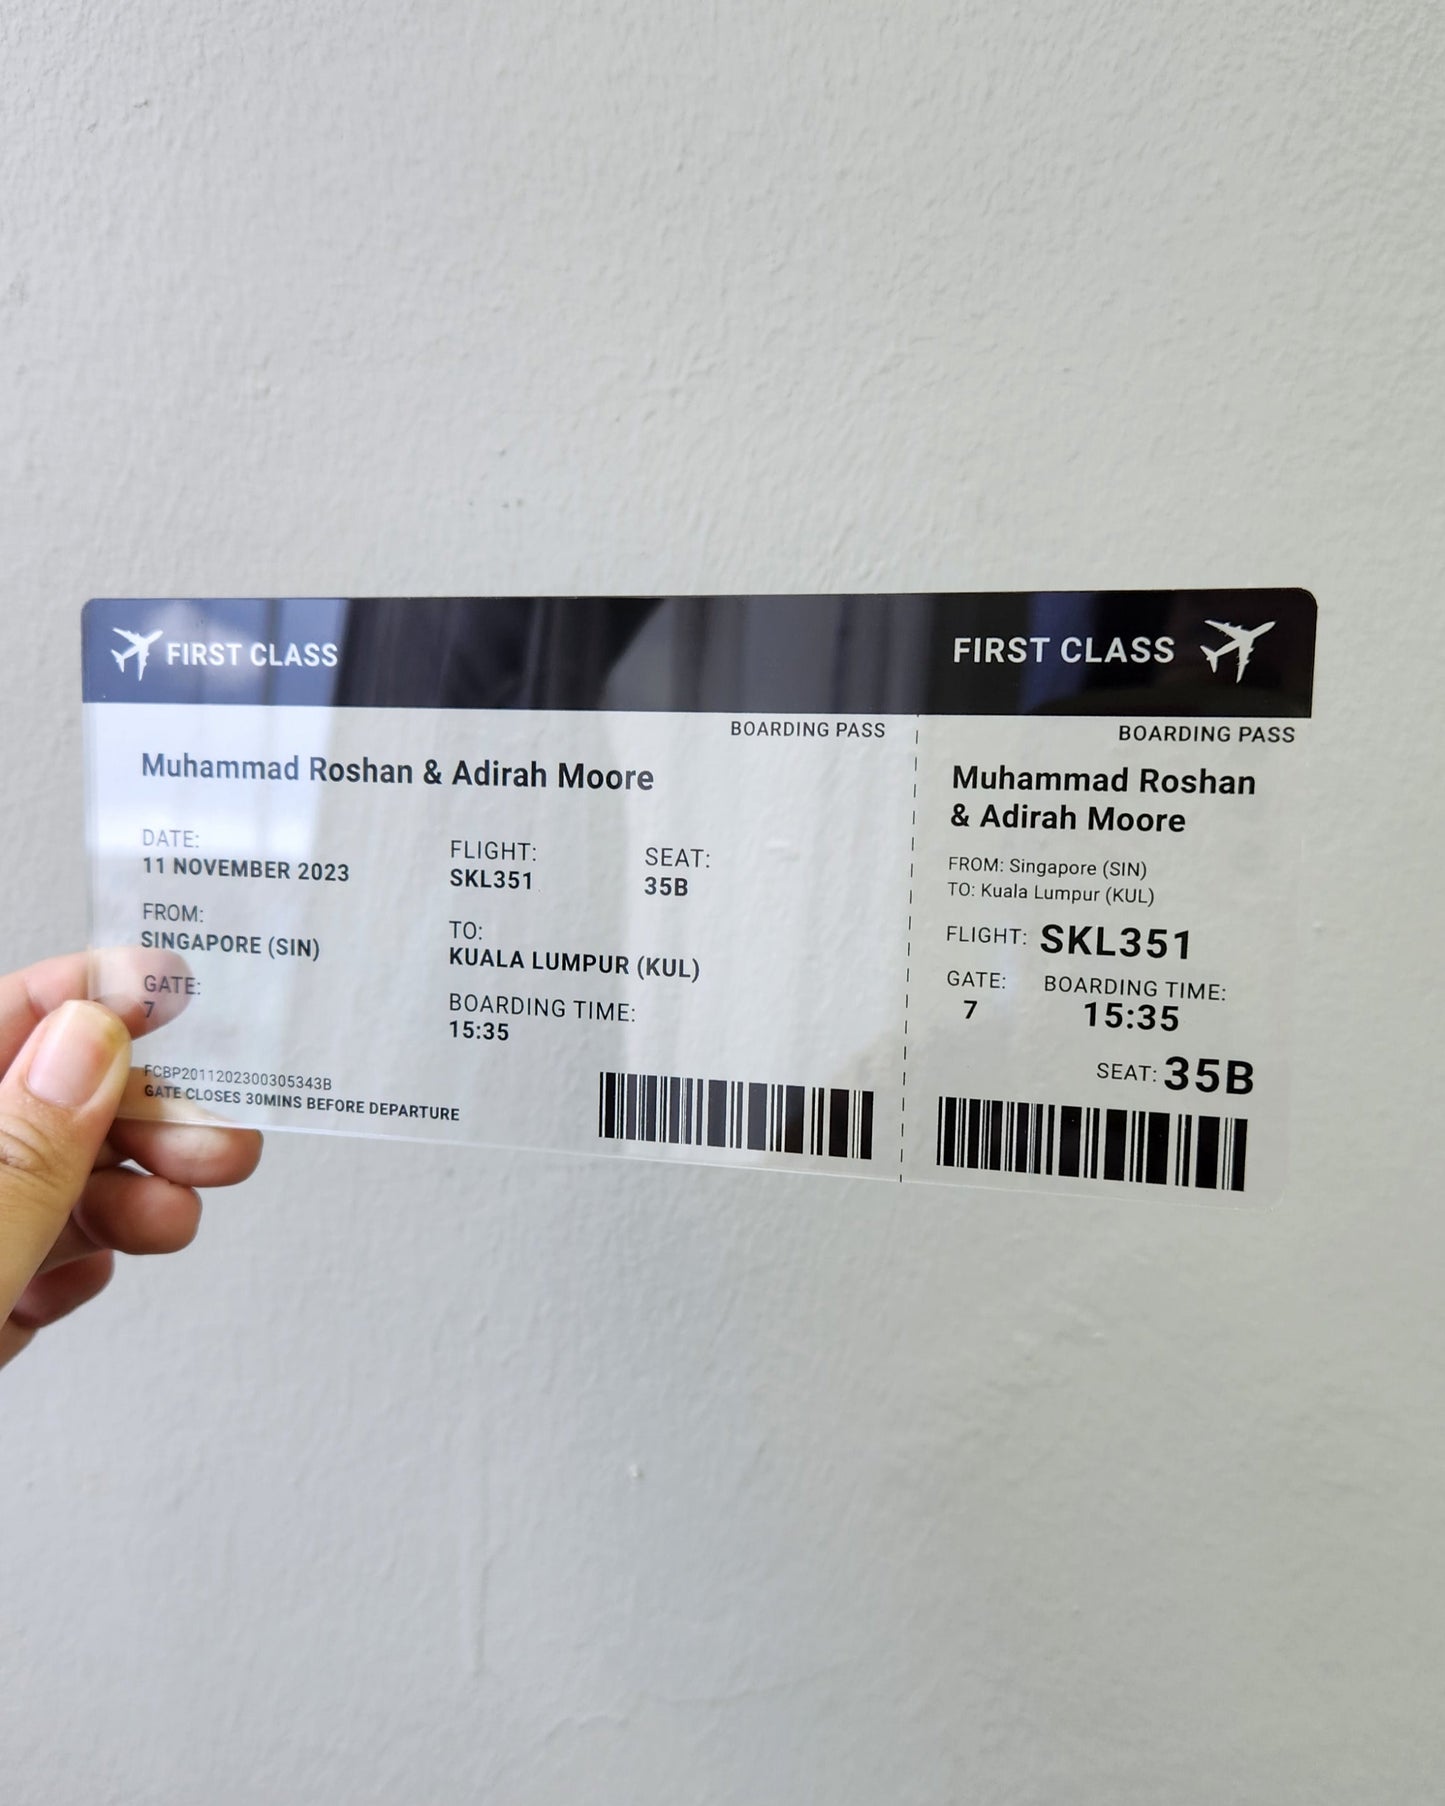 FIRST CLASS
BOARDING PASS
Muhammad Roshan & Adirah Moore
DATE:
11 NOVEMBER 2023
FLIGHT:
SKL351
SEAT:
35B
FROM:
SINGAPORE (SIN)
TO:
KUALA LUMPUR (KUL)
GATE:
7
BOARDING TIME:
15:35
FCBP2011202300305343B
GATE CLOSES 30MINS BEFORE DEPARTURE
FIRST CLASS
BOARDING PASS
Muhammad Roshan
& Adirah Moore
FROM: Singapore (SIN)
TO: Kuala Lumpur (KUL)
FLIGHT: SKL351
GATE:
7
BOARDING TIME:
15:35
SEAT: 35B